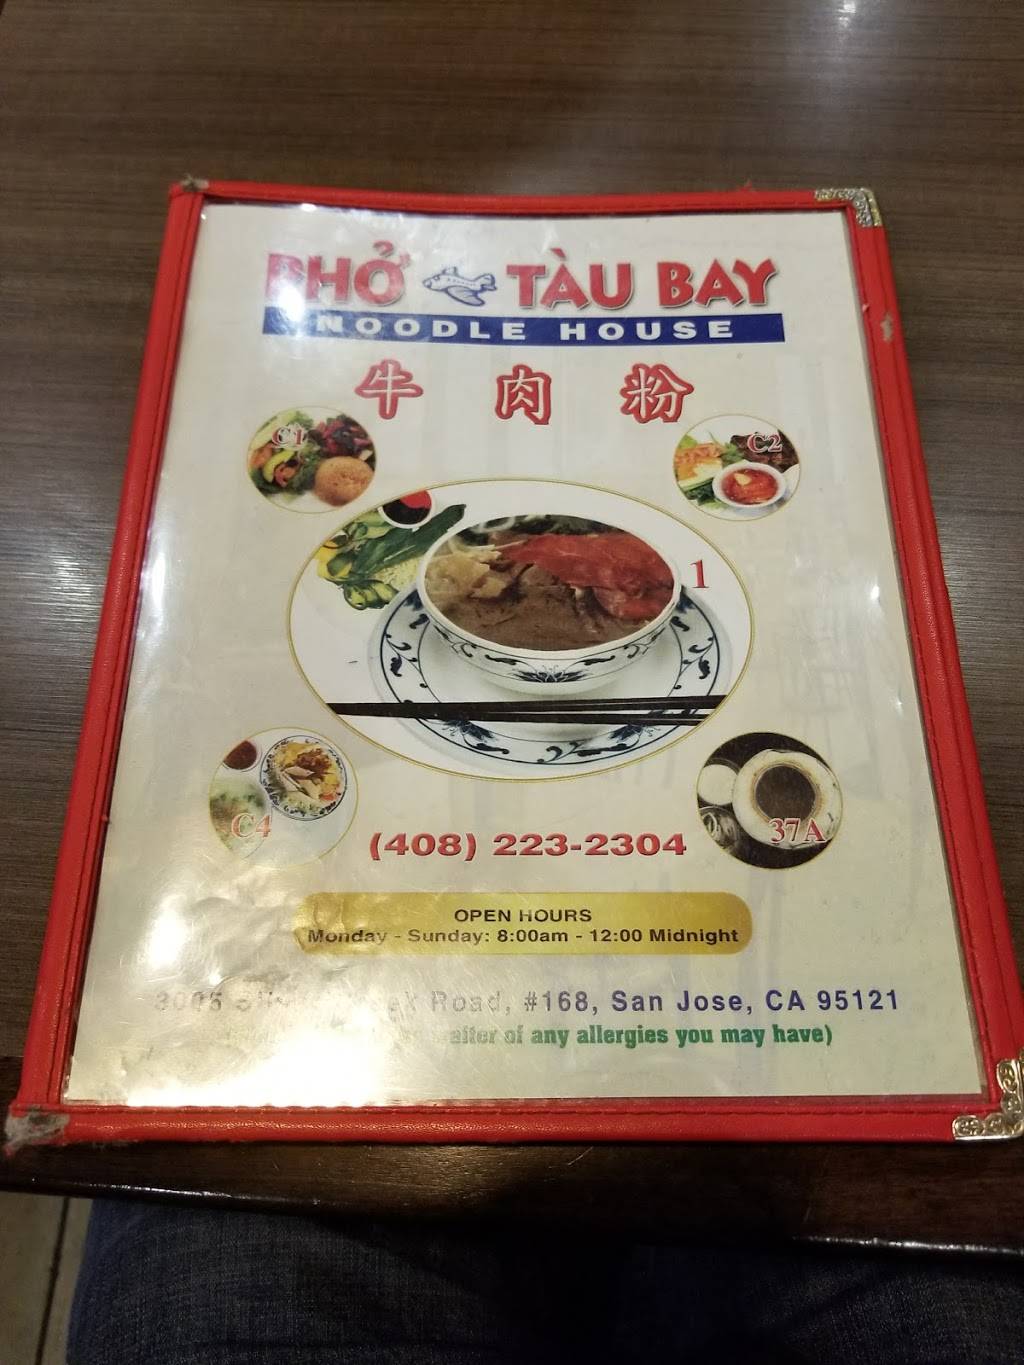 PHỞ TÀU BAY
NOODLE HOUSE
牛肉粉
C1
C2
1
C4
37A
(408) 223-2304
OPEN HOURS
Monday - Sunday: 8:00am - 12:00 Midnight
3005 Road, #168, San Jose, CA 95121
waiter of any allergies you may have)